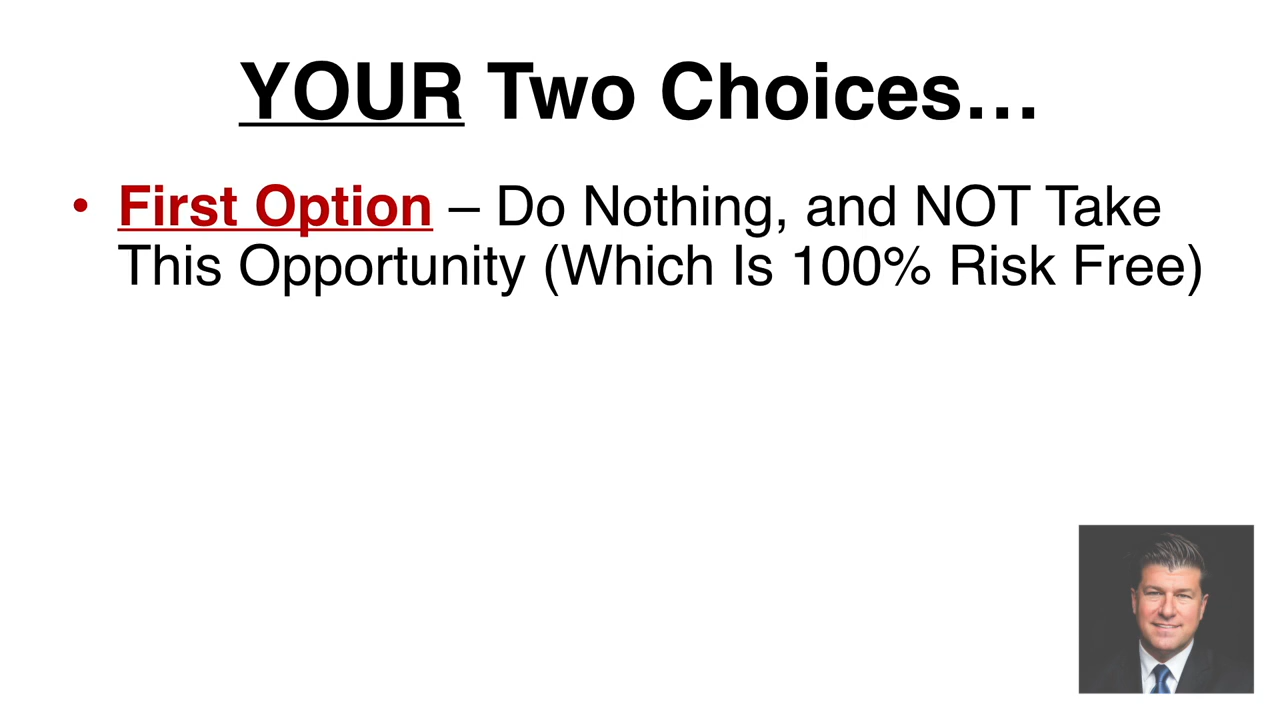 YOUR Two Choices…
• First Option – Do Nothing, and NOT Take
This Opportunity (Which Is 100% Risk Free)